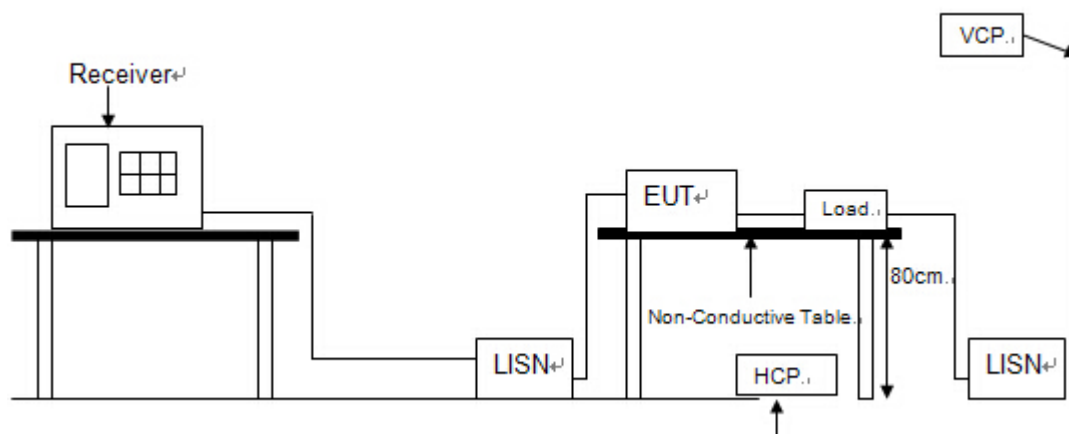 VCP.
Receiver
EUT
Load.
80cm.
Non-Conductive Table.
LISN
HCP.
LISN